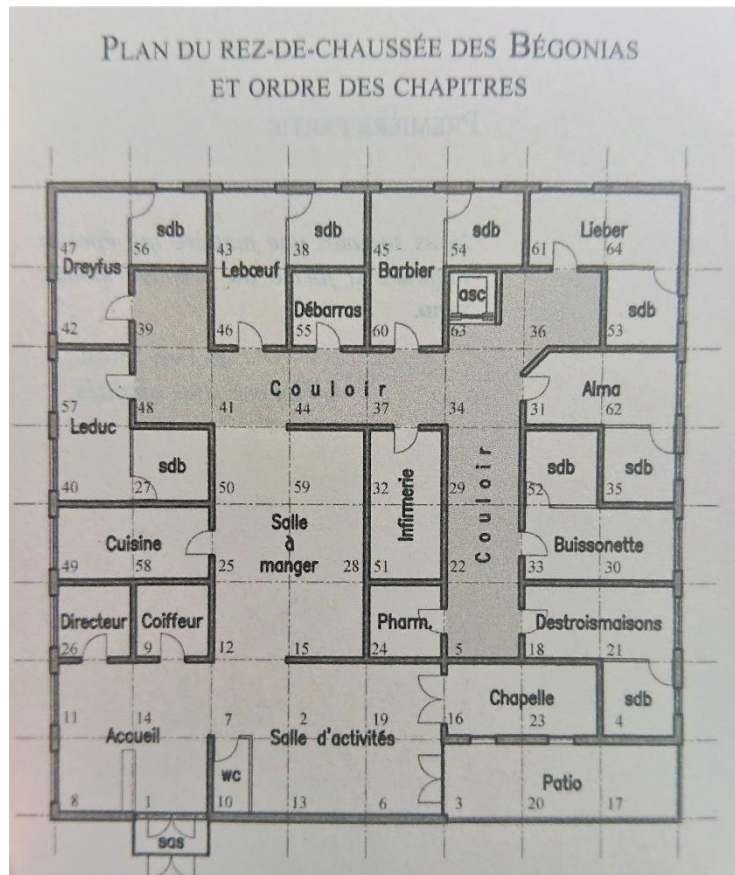 PLAN DU REZ-DE-CHAUSSÉE DES BÉGONIAS
ET ORDRE DES CHAPITRES
sdb sdb sdb Lieber
47 56 43 38 45 54 61 64
Dreyfus Lebœuf Barbier
asc
Débarras
42 39 46 55 60 63 36 53 sdb
Couloir Alma
57 48 41 44 37 34 31 62
Leduc
sdb sdb sdb
40 27 50 59 32 29 52 35
Infirmerie
Couloir
Salle
à
manger
Cuisine Buissonette
49 58 25 28 51 22 33 30
Directeur Coiffeur Pharm. Destroismaisons
26 9 12 15 24 5 18 21
Chapelle sdb
11 14 7 2 19 16 23 4
Accueil Salle d'activités
wc Patio
8 1 10 13 6 3 20 17
sas